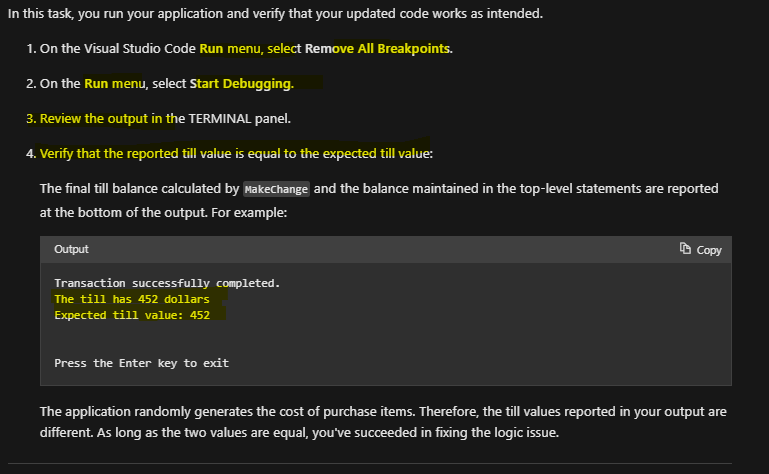 In this task, you run your application and verify that your updated code works as intended.
1. On the Visual Studio Code Run menu, select Remove All Breakpoints.
2. On the Run menu, select Start Debugging.
3. Review the output in the TERMINAL panel.
4. Verify that the reported till value is equal to the expected till value:
The final till balance calculated by MakeChange and the balance maintained in the top-level statements are reported
at the bottom of the output. For example:
Output
Copy
Transaction successfully completed.
The till has 452 dollars
Expected till value: 452
Press the Enter key to exit
The application randomly generates the cost of purchase items. Therefore, the till values reported in your output are
different. As long as the two values are equal, you've succeeded in fixing the logic issue.